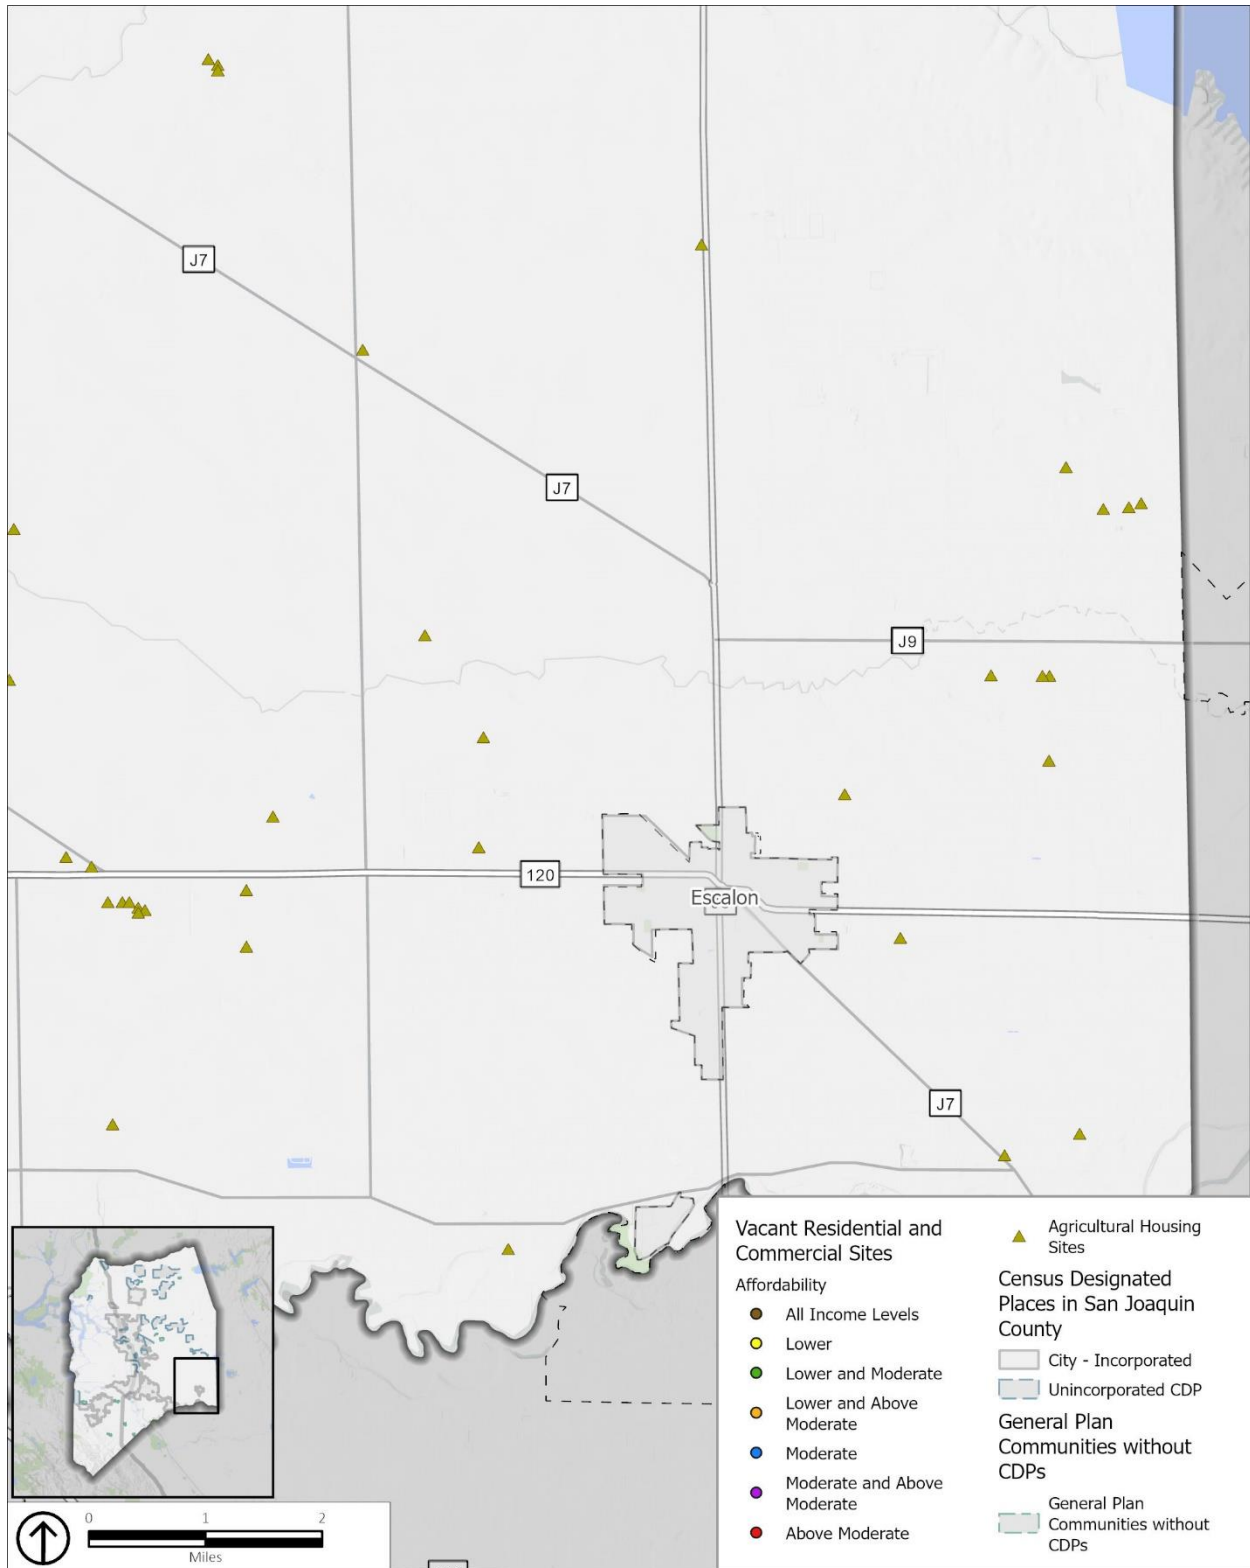 J7
J7
J9
120
Escalon
J7
Vacant Residential and
Commercial Sites
Affordability
All Income Levels
Lower
Lower and Moderate
Lower and Above
Moderate
Moderate
Moderate and Above
Moderate
Above Moderate
Agricultural Housing
Sites
Census Designated
Places in San Joaquin
County
City - Incorporated
Unincorporated CDP
General Plan
Communities without
CDPs
General Plan
Communities without
CDPs
0 1 2
Miles